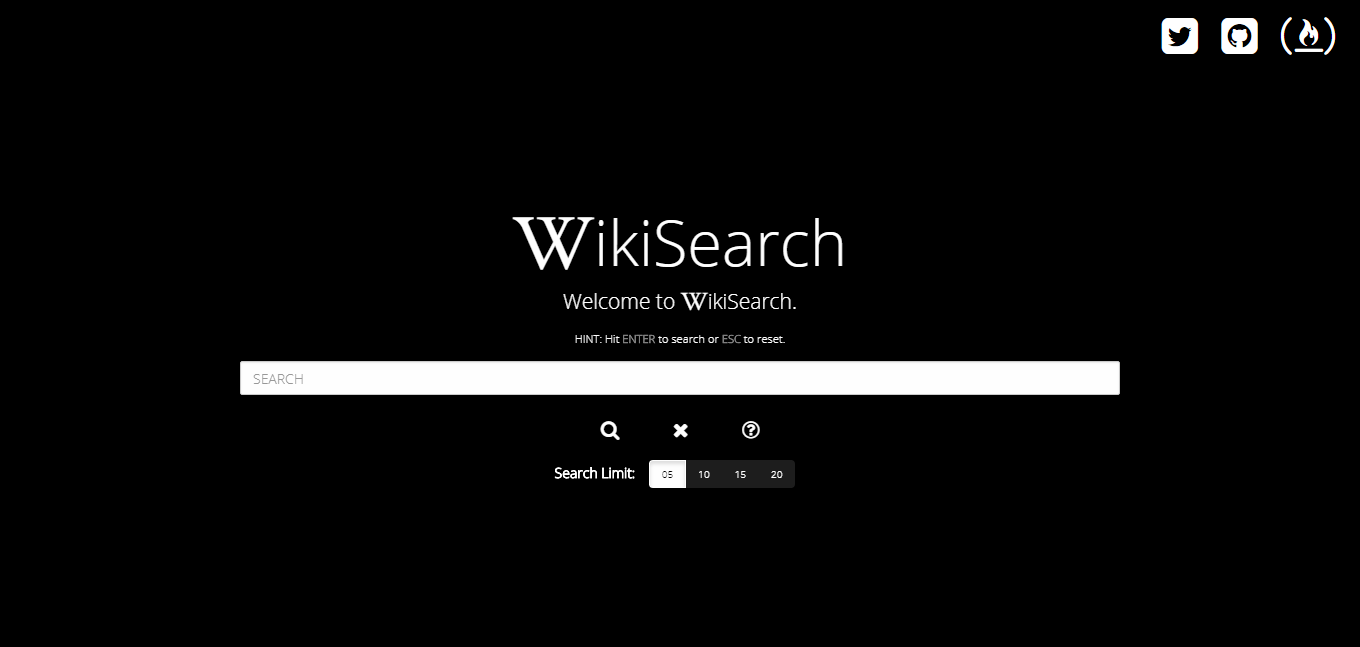 WikiSearch
Welcome to WikiSearch.
HINT: Hit ENTER to search or ESC to reset.
SEARCH
Search Limit: 05 10 15 20